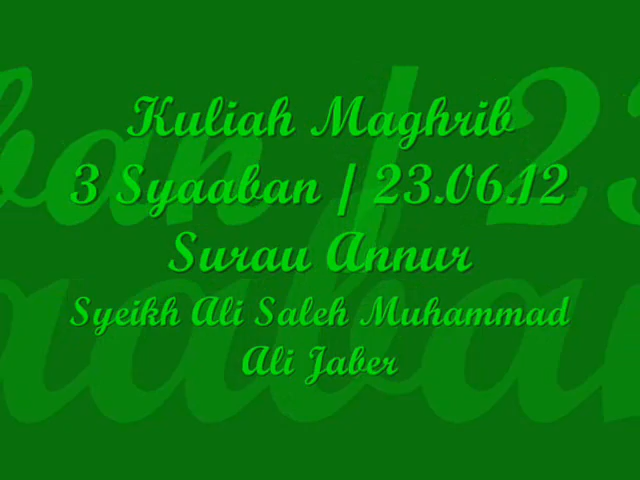 Kuliah Maghrib
3 Syaaban | 23.06.12
Surau Annur
Syeikh Ali Saleh Muhammad
Ali Jaber